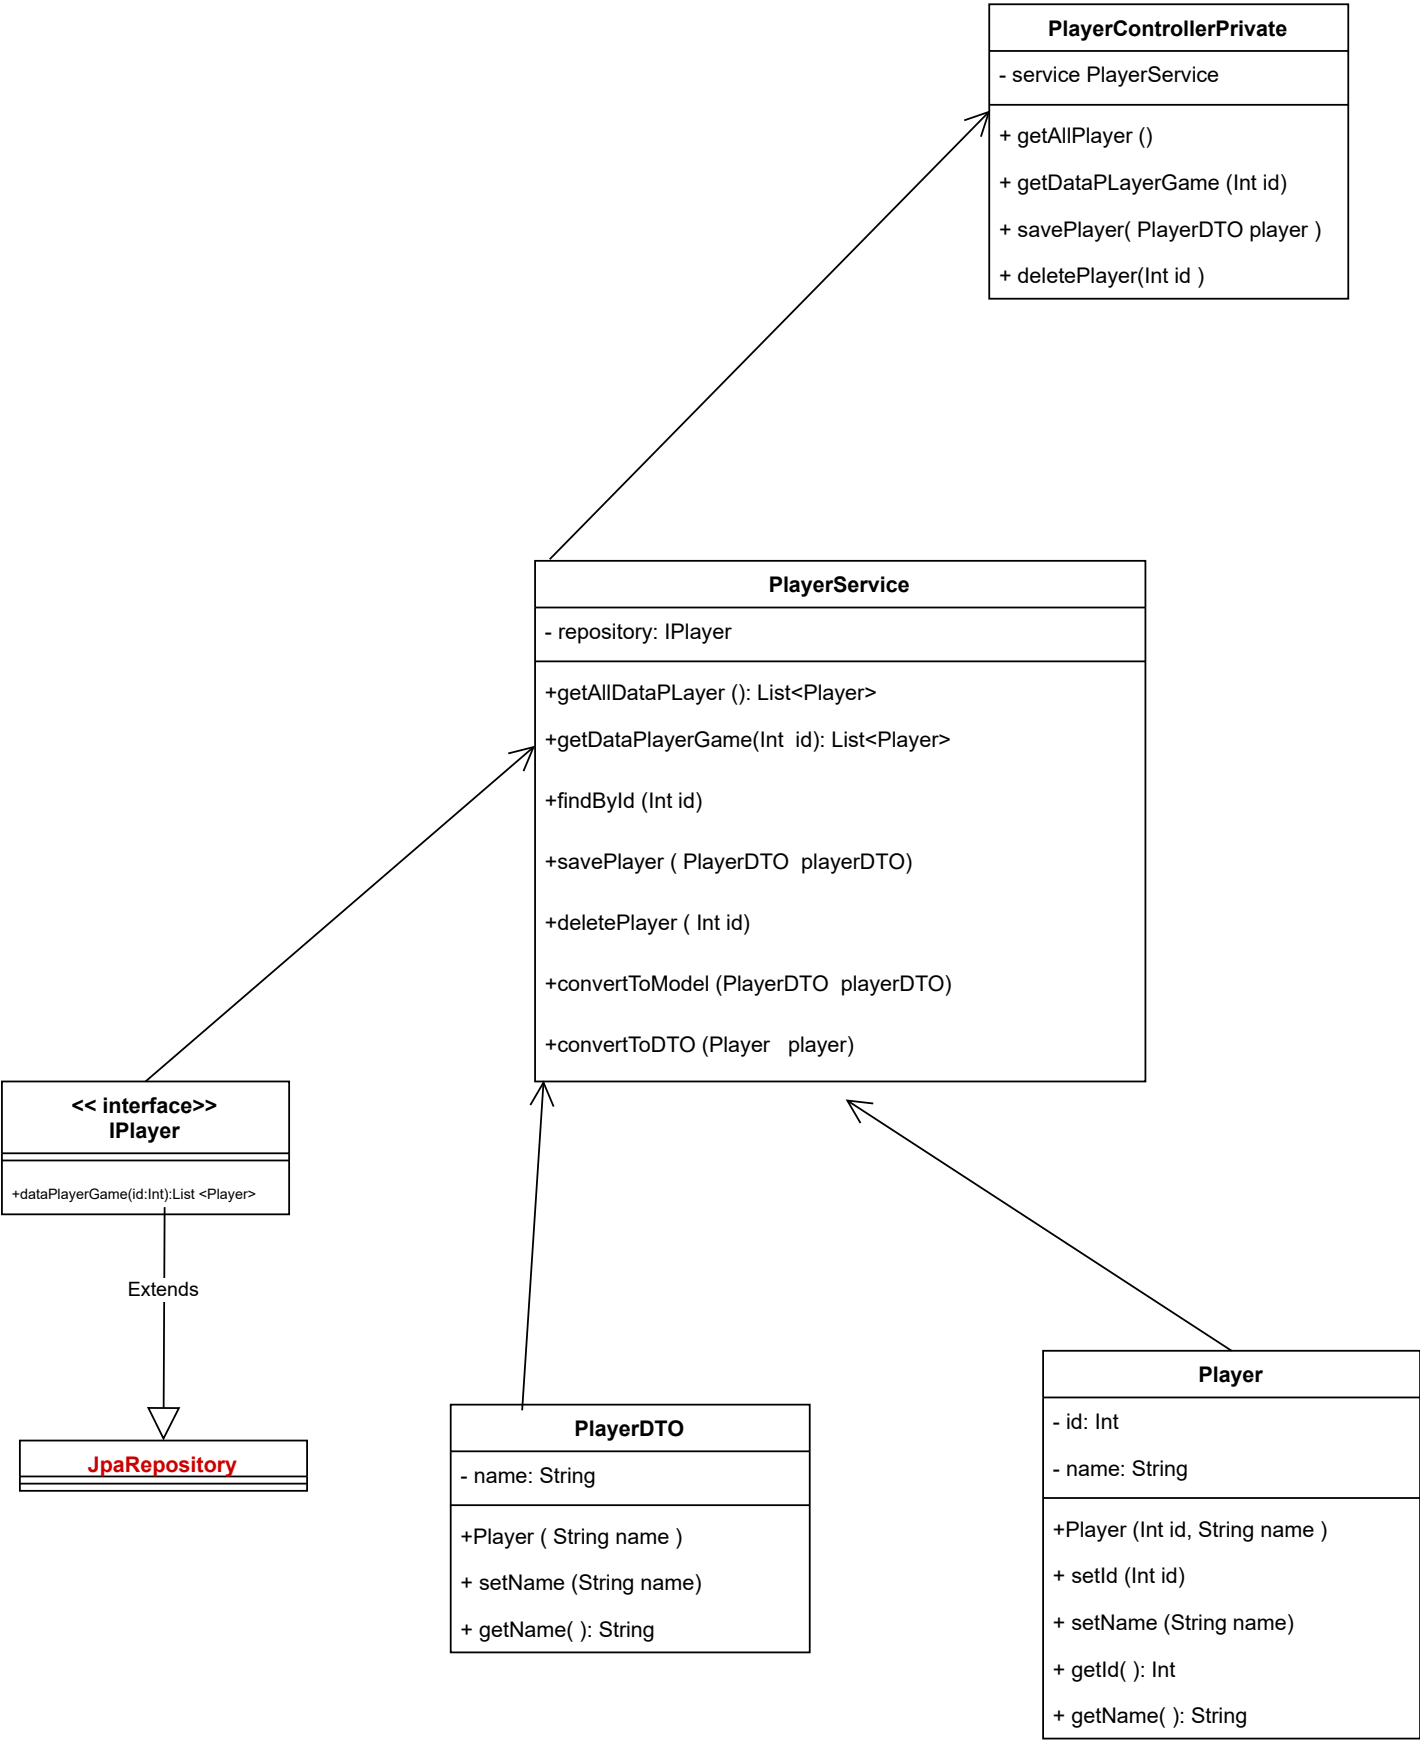 PlayerControllerPrivate
- service PlayerService
+ getAllPlayer ()
+ getDataPLayerGame (Int id)
+ savePlayer( PlayerDTO player )
+ deletePlayer(Int id )
PlayerService
- repository: IPlayer
+getAllDataPLayer (): List<Player>
+getDataPlayerGame(Int  id): List<Player>
+findById (Int id)
+savePlayer ( PlayerDTO  playerDTO)
+deletePlayer ( Int id)
+convertToModel (PlayerDTO  playerDTO)
+convertToDTO (Player   player)
<< interface>>
IPlayer
+dataPlayerGame(id:Int):List <Player>
Extends
JpaRepository
PlayerDTO
- name: String
+Player ( String name )
+ setName (String name)
+ getName( ): String
Player
- id: Int
- name: String
+Player (Int id, String name )
+ setId (Int id)
+ setName (String name)
+ getId( ): Int
+ getName( ): String